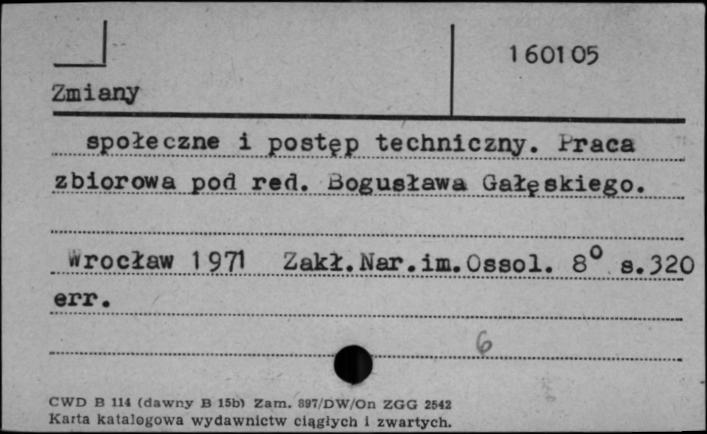 160105
Zmiany
społeczne i postęp techniczny. Praca
zbiorowa pod red. Bogusława Gałęskiego.
Wrocław 1971 Zakł.Nar.im.Ossol. 8° s.320
err.
6
CWD B 114 (dawny B 15b) Zam. 897/DW/On ZGG 2542
Karta katalogowa wydawnictw ciągłych i zwartych.